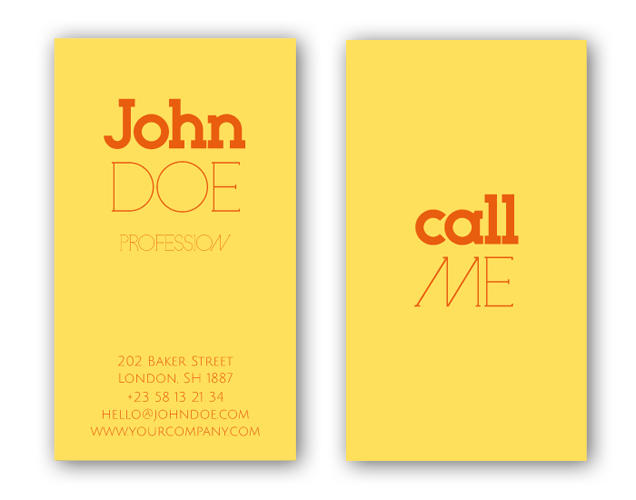 John
DOE
PROFESSION
202 Baker Street
London, SH 1887
+23 58 13 21 34
HELLO@JOHNDOE.COM
WWW.YOURCOMPANY.COM
call
ME